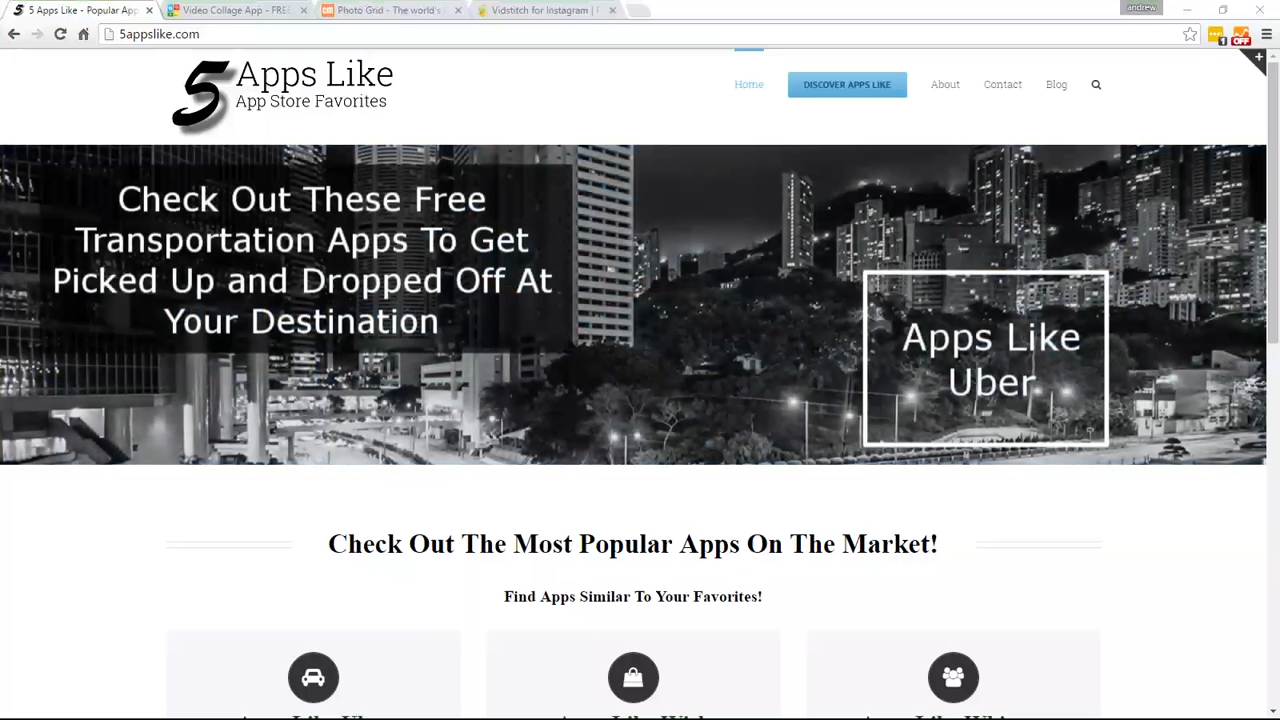 5 Apps Like - Popular App
Video Collage App - FREE
Photo Grid - The world's
Vidstitch for Instagram |
andrew
5appslike.com
1
OFF
5 Apps Like
App Store Favorites
Home
DISCOVER APPS LIKE
About
Contact
Blog
Check Out These Free
Transportation Apps To Get
Picked Up and Dropped Off At
Your Destination
Apps Like
Uber
Check Out The Most Popular Apps On The Market!
Find Apps Similar To Your Favorites!